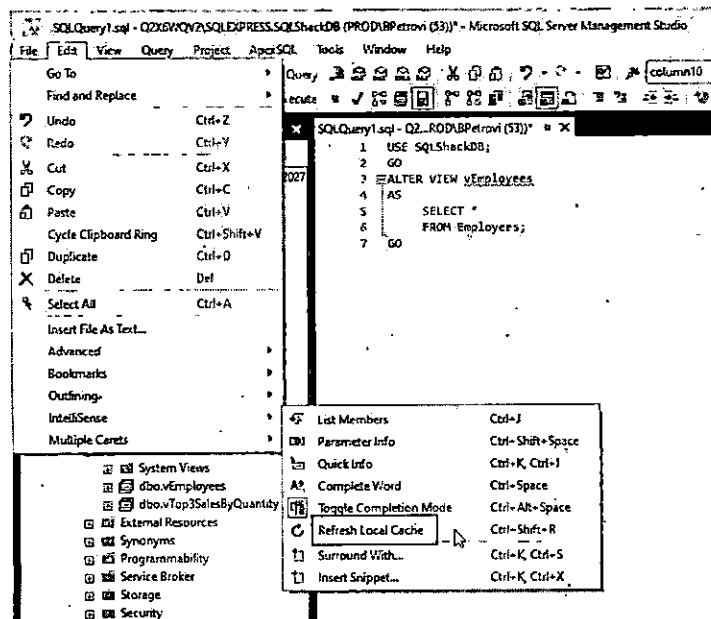 SQLQuery1.sql - Q2X6WQV2\SQLEXPRESS.SQLShackDB (PROD\BPetrovi (53))* - Microsoft SQL Server Management Studio
File Edit View Query Project ApexSQL Tools Window Help
Go To
Find and Replace
Undo Ctrl+Z
Redo Ctrl+Y
Cut Ctrl+X
Copy Ctrl+C
Paste Ctrl+V
Cycle Clipboard Ring Ctrl+Shift+V
Duplicate Ctrl+D
Delete Del
Select All Ctrl+A
Insert File As Text...
Advanced
Bookmarks
Outlining
IntelliSense
Multiple Carets
Query column10
ecute
2027
SQLQuery1.sql - Q2...ROD\BPetrovi (53))*
1 USE SQLShackDB;
2 GO
3 ALTER VIEW vEmployees
4 AS
5 SELECT *
6 FROM Employers;
7 GO
List Members Ctrl+J
Parameter Info Ctrl+Shift+Space
Quick Info Ctrl+K, Ctrl+I
Complete Word Ctrl+Space
Toggle Completion Mode Ctrl+Alt+Space
Refresh Local Cache Ctrl+Shift+R
Surround With... Ctrl+K, Ctrl+S
Insert Snippet... Ctrl+K, Ctrl+X
System Views
dbo.vEmployees
dbo.vTop3SalesByQuantity
External Resources
Synonyms
Programmability
Service Broker
Storage
Security